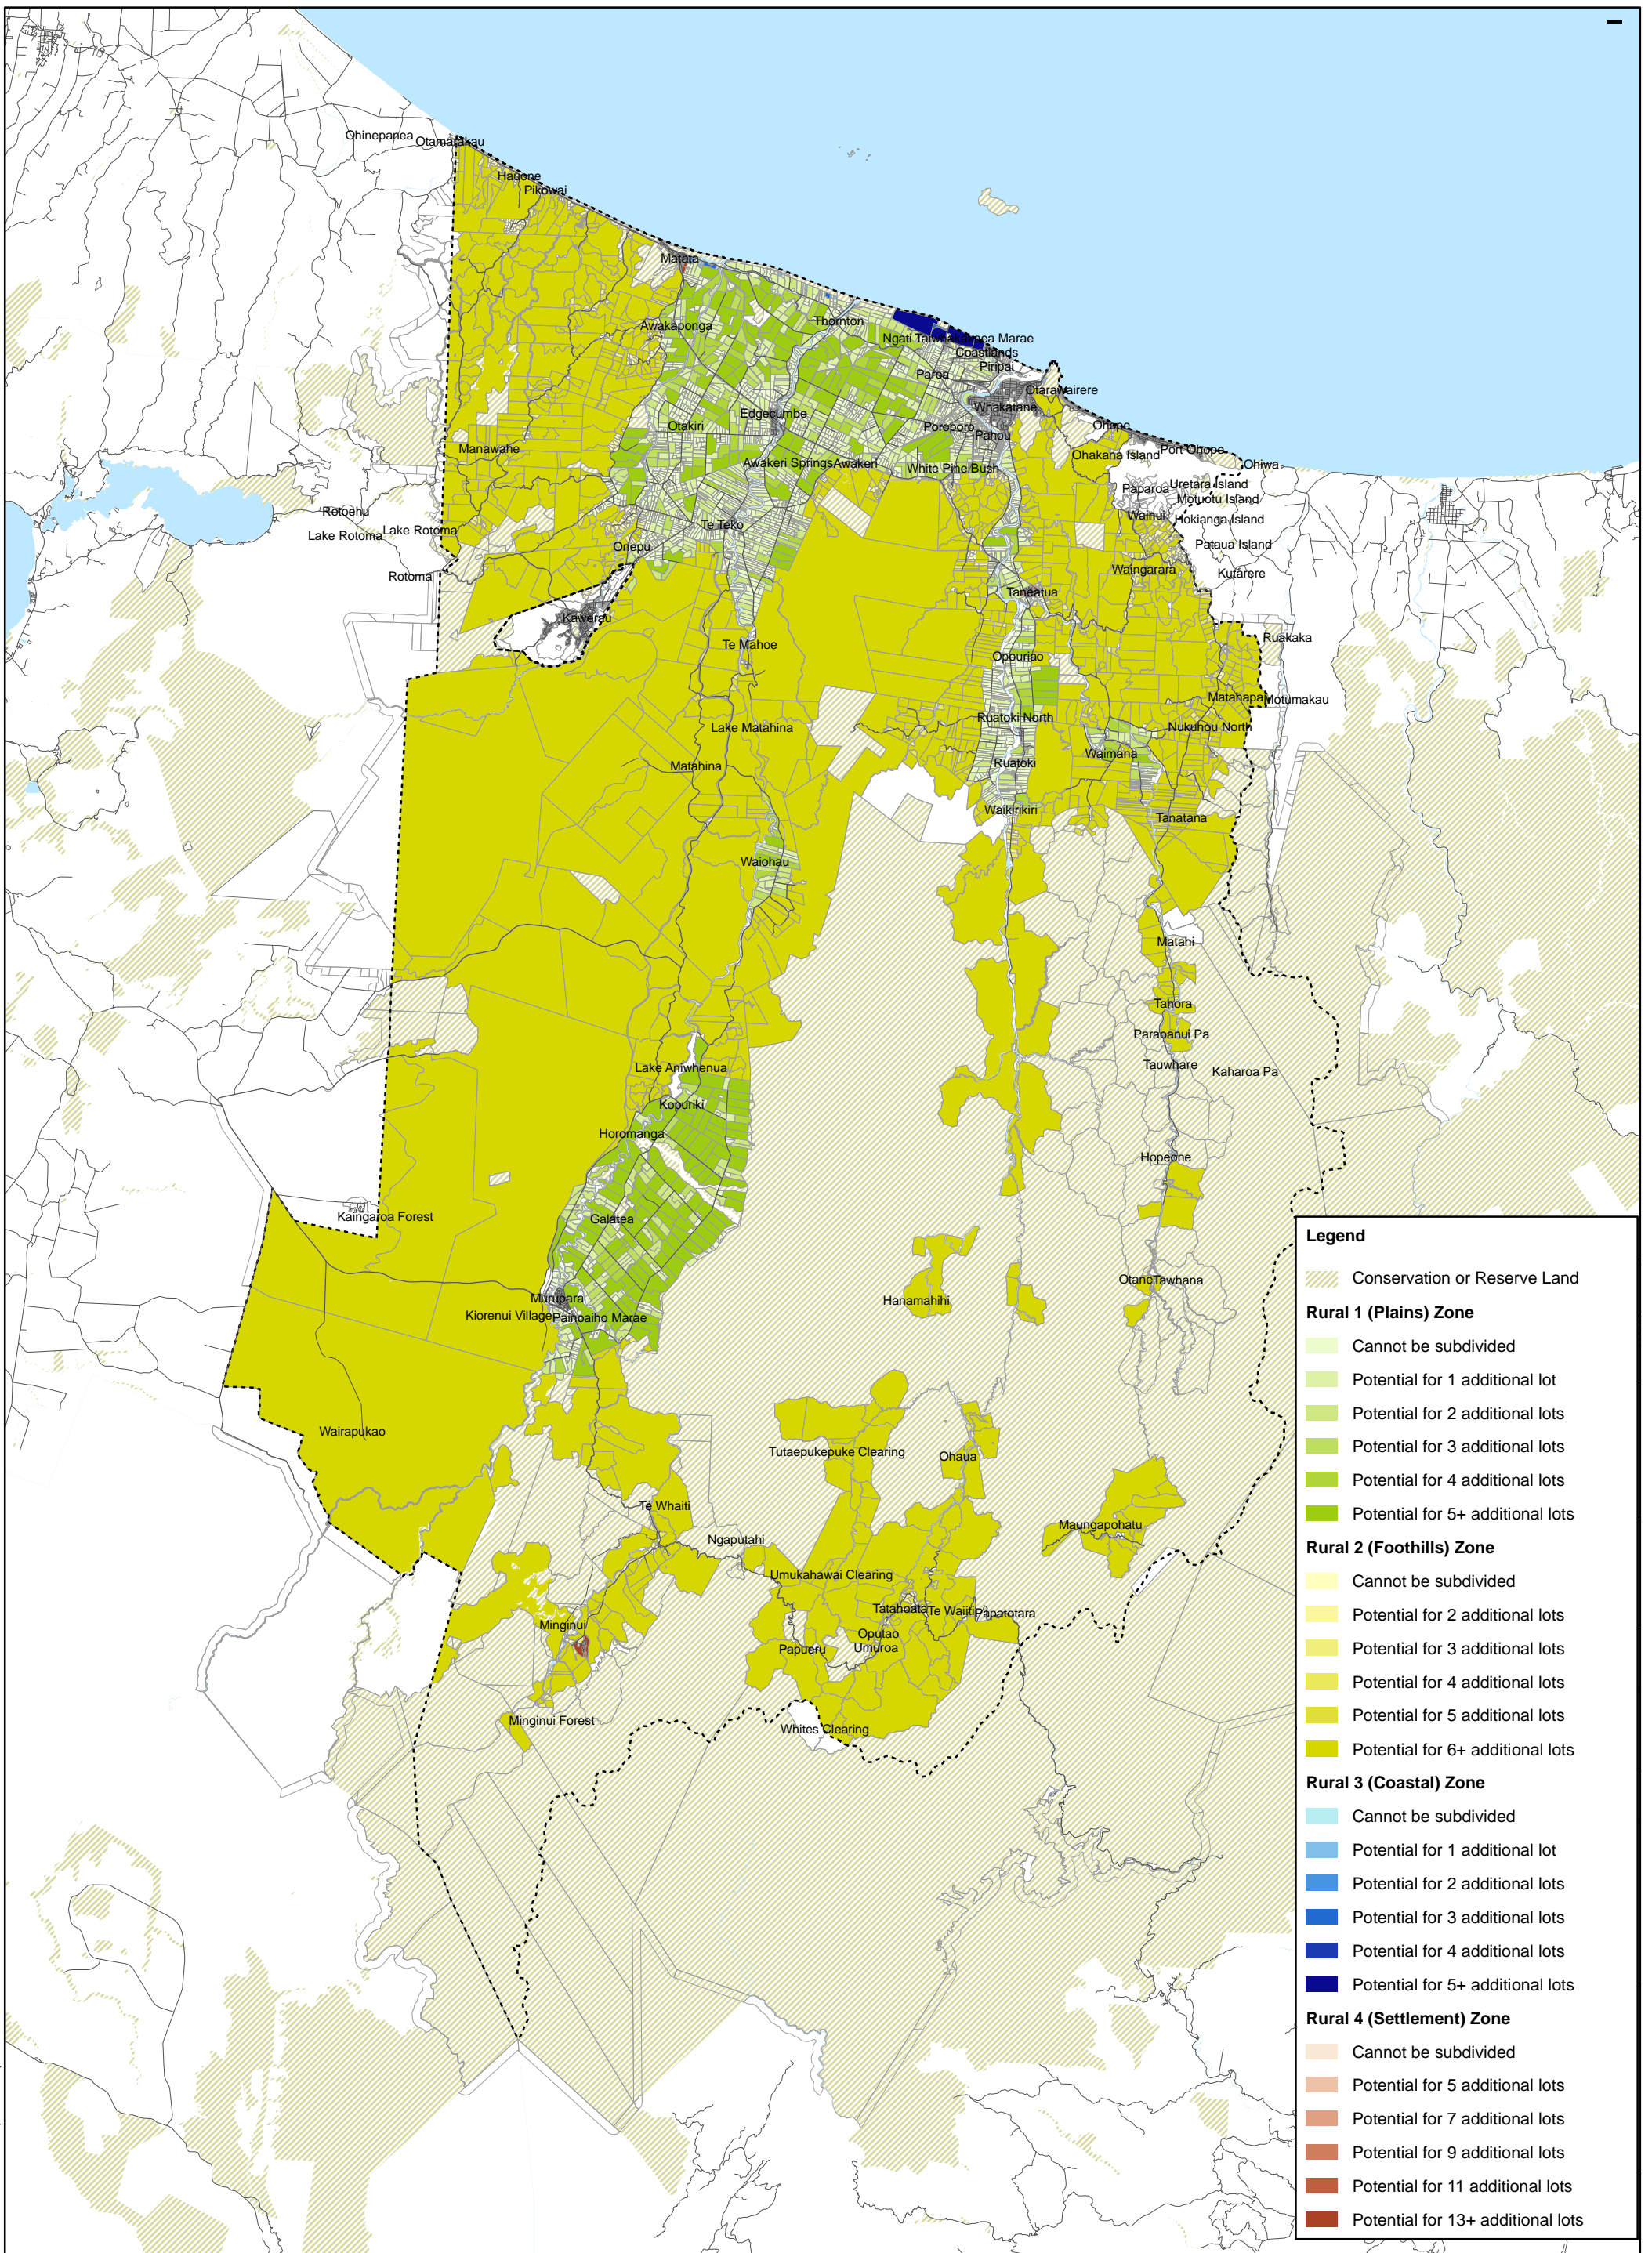 Ohinepanea
Otamarakau
Hauone
Pikowai
Matata
Awakaponga
Thornton
Coastlands
Piripai
Paroa
Otarawairere
Whakatane
Edgecumbe
Otakiri
Poroporo
Pahou
Ohope
Port Ohope
Manawahe
Ohakana Island
Awakeri Springs
Awakeri
White Pine Bush
Ohiwa
Uretara Island
Paparoa
Motuotu Island
Rotoehu
Wainui
Hokianga Island
Te Teko
Lake Rotoma
Lake Rotoma
Onepu
Pataua Island
Rotoma
Waingarara
Kutarere
Taneatua
Kawerau
Ruakaka
Te Mahoe
Opouriao
Matahapa
Motumakau
Ruatoki North
Lake Matahina
Nukuhou North
Waimana
Matahina
Ruatoki
Waikirikiri
Tanatana
Waiohau
Matahi
Tahora
Paraoanui Pa
Lake Aniwhenua
Tauwhare
Kaharoa Pa
Kopuriki
Horomanga
Hopeone
Kaingaroa Forest
Galatea
Otane
Tawhana
Murupara
Hanamahihi
Kiorenui Village
Painoaiho Marae
Wairapukao
Tutaepukepuke Clearing
Ohaua
Te Whaiti
Maungapohatu
Ngaputahi
Umukahawai Clearing
Tatahoata
Te Waiiti
Papatotara
Minginui
Oputao
Papueru
Umuroa
Minginui Forest
Whites Clearing
Legend
Conservation or Reserve Land
Rural 1 (Plains) Zone
Cannot be subdivided
Potential for 1 additional lot
Potential for 2 additional lots
Potential for 3 additional lots
Potential for 4 additional lots
Potential for 5+ additional lots
Rural 2 (Foothills) Zone
Cannot be subdivided
Potential for 2 additional lots
Potential for 3 additional lots
Potential for 4 additional lots
Potential for 5 additional lots
Potential for 6+ additional lots
Rural 3 (Coastal) Zone
Cannot be subdivided
Potential for 1 additional lot
Potential for 2 additional lots
Potential for 3 additional lots
Potential for 4 additional lots
Potential for 5+ additional lots
Rural 4 (Settlement) Zone
Cannot be subdivided
Potential for 5 additional lots
Potential for 7 additional lots
Potential for 9 additional lots
Potential for 11 additional lots
Potential for 13+ additional lots